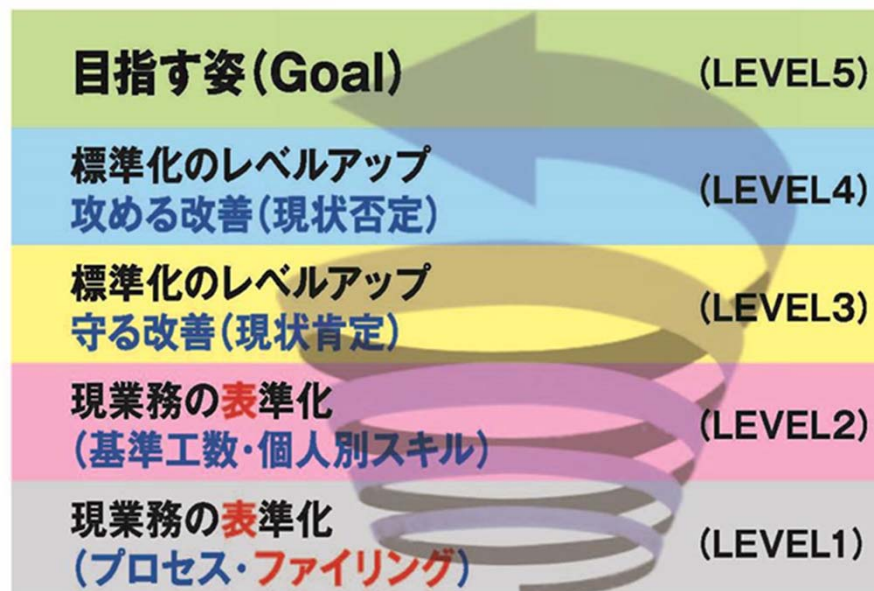 目指す姿(Goal) (LEVEL5)
標準化のレベルアップ
攻める改善(現状否定) (LEVEL4)
標準化のレベルアップ
守る改善(現状肯定) (LEVEL3)
現業務の表準化
(基準工数・個人別スキル) (LEVEL2)
現業務の表準化
(プロセス・ファイリング) (LEVEL1)